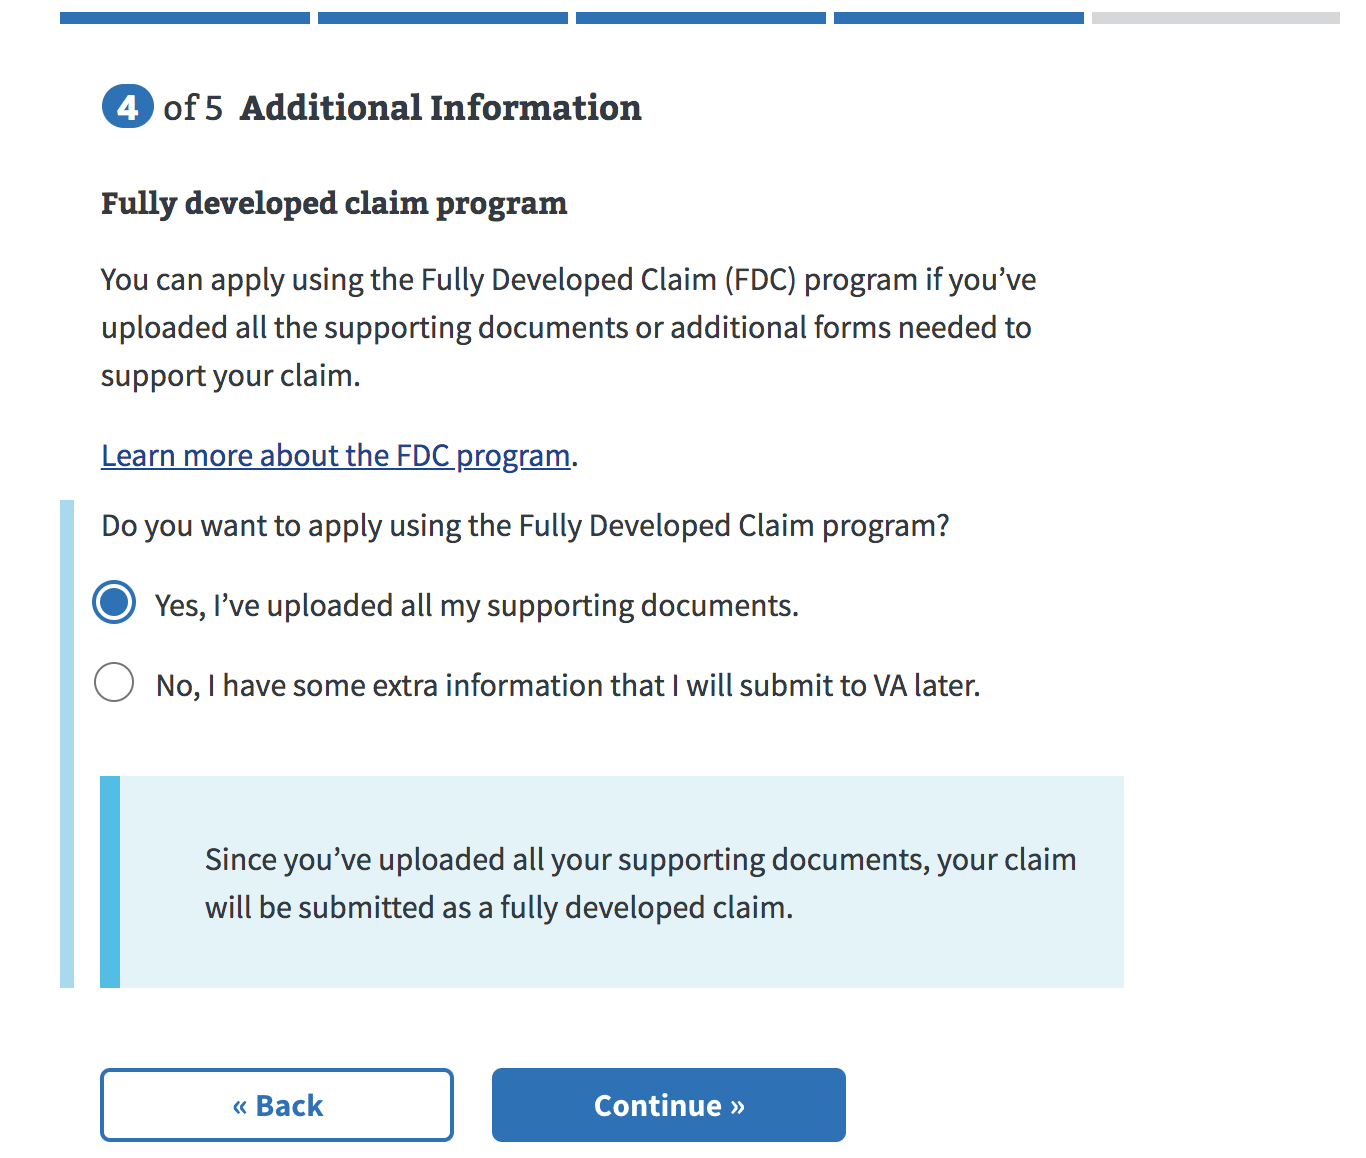 4 of 5 Additional Information
Fully developed claim program
You can apply using the Fully Developed Claim (FDC) program if you’ve
uploaded all the supporting documents or additional forms needed to
support your claim.
Learn more about the FDC program.
Do you want to apply using the Fully Developed Claim program?
Yes, I’ve uploaded all my supporting documents.
No, I have some extra information that I will submit to VA later.
Since you’ve uploaded all your supporting documents, your claim
will be submitted as a fully developed claim.
« Back
Continue »